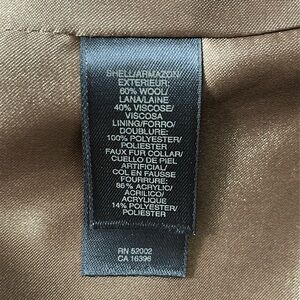 SHELL/ARMAZON/
EXTERIEUR:
60% WOOL/
LANA/LAINE
40% VISCOSE/
VISCOSA
LINING/FORRO/
DOUBLURE:
100% POLYESTER/
POLIESTER
FAUX FUR COLLAR/
CUELLO DE PIEL
ARTIFICIAL/
COL EN FAUSSE
FOURRURE:
86% ACRYLIC/
ACRILICO/
ACRYLIQUE
14% POLYESTER/
POLIESTER
RN 52002
CA 16396